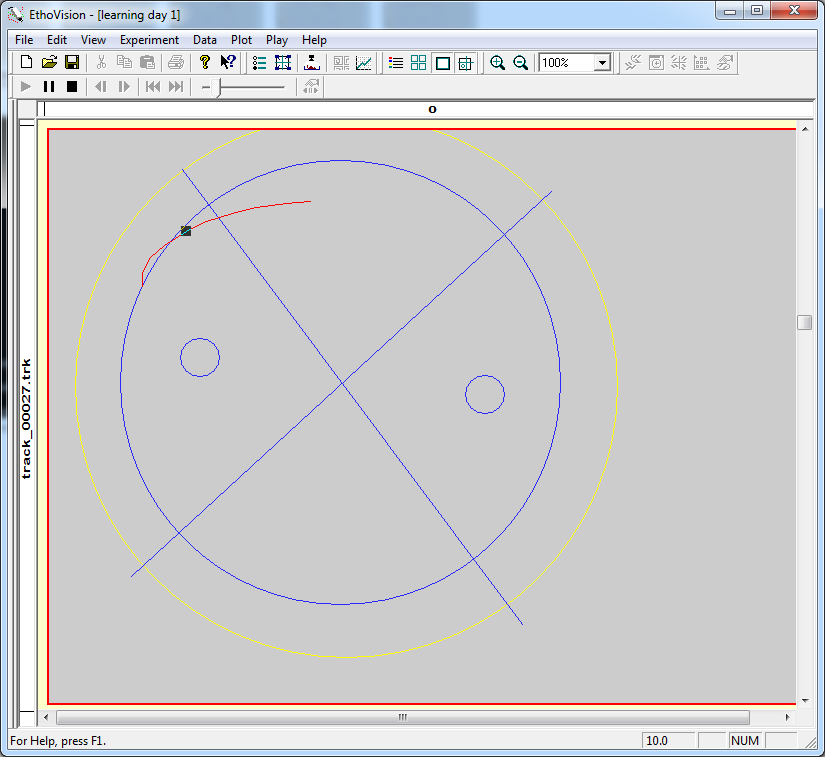 EthoVision - [learning day 1]
File Edit View Experiment Data Plot Play Help
100%
o
track_00027.trk
For Help, press F1.
10.0
NUM